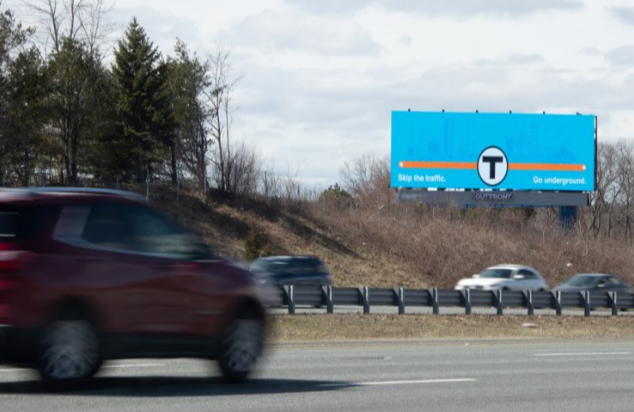 T
Skip the traffic.
Go underground.
OUTFRONT